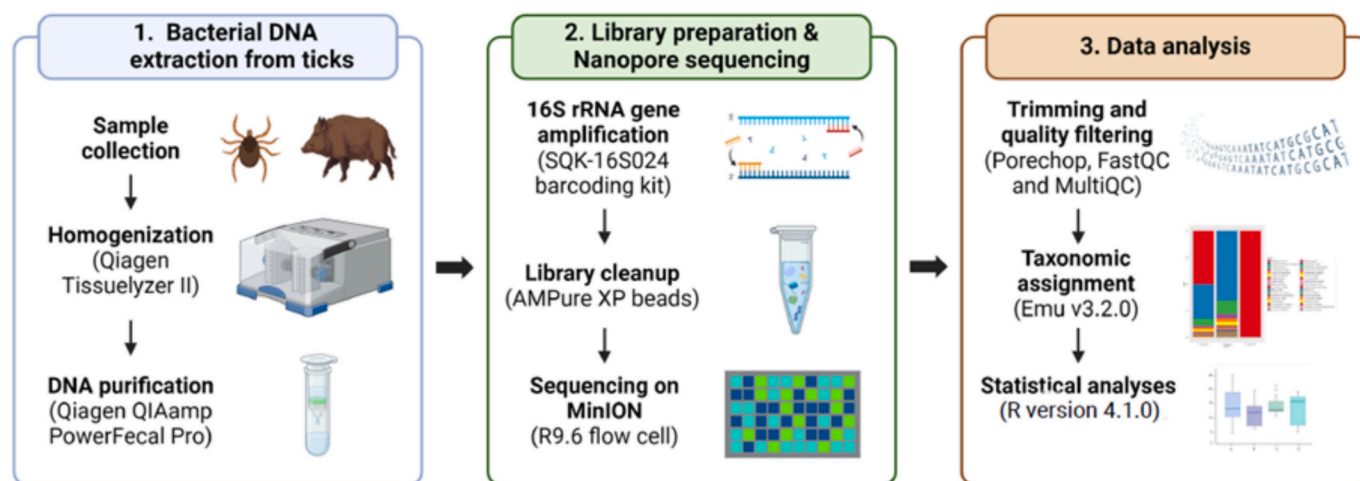 1. Bacterial DNA
extraction from ticks
Sample
collection
Homogenization
(Qiagen
Tissuelyzer II)
DNA purification
(Qiagen QIAamp
PowerFecal Pro)
2. Library preparation &
Nanopore sequencing
16S rRNA gene
amplification
(SQK-16S024
barcoding kit)
5'
3'
Library cleanup
(AMPure XP beads)
Sequencing on
MinION
(R9.6 flow cell)
3. Data analysis
Trimming and
quality filtering
(Porechop, FastQC
and MultiQC)
Taxonomic
assignment
(Emu v3.2.0)
Statistical analyses
(R version 4.1.0)